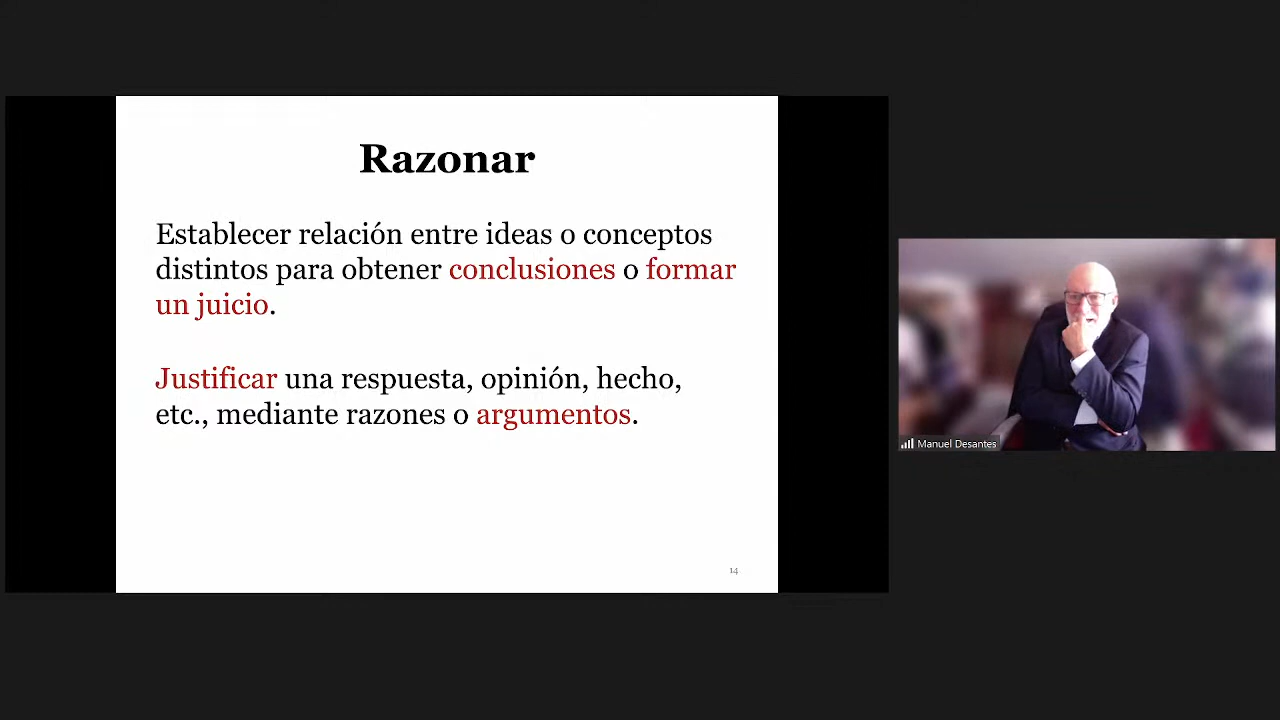 Razonar
Establecer relación entre ideas o conceptos
distintos para obtener conclusiones o formar
un juicio.
Justificar una respuesta, opinión, hecho,
etc., mediante razones o argumentos.
14
Manuel Desantes